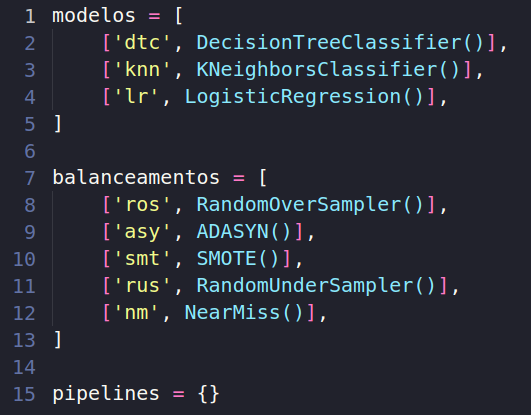 1 modelos = [
2     ['dtc', DecisionTreeClassifier()],
3     ['knn', KNeighborsClassifier()],
4     ['lr', LogisticRegression()],
5 ]
6
7 balanceamentos = [
8     ['ros', RandomOverSampler()],
9     ['asy', ADASYN()],
10     ['smt', SMOTE()],
11     ['rus', RandomUnderSampler()],
12     ['nm', NearMiss()],
13 ]
14
15 pipelines = {}